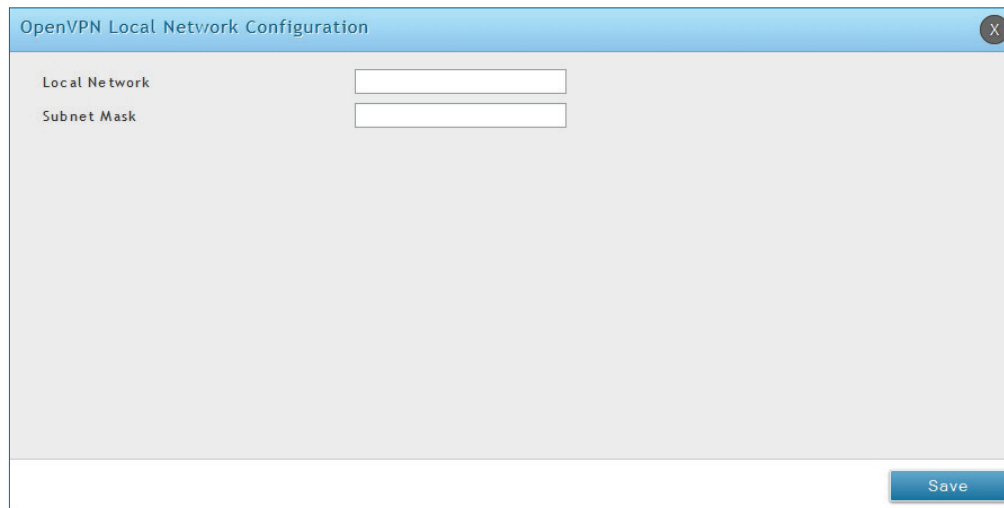 OpenVPN Local Network Configuration
X
Local Network
Subnet Mask
Save